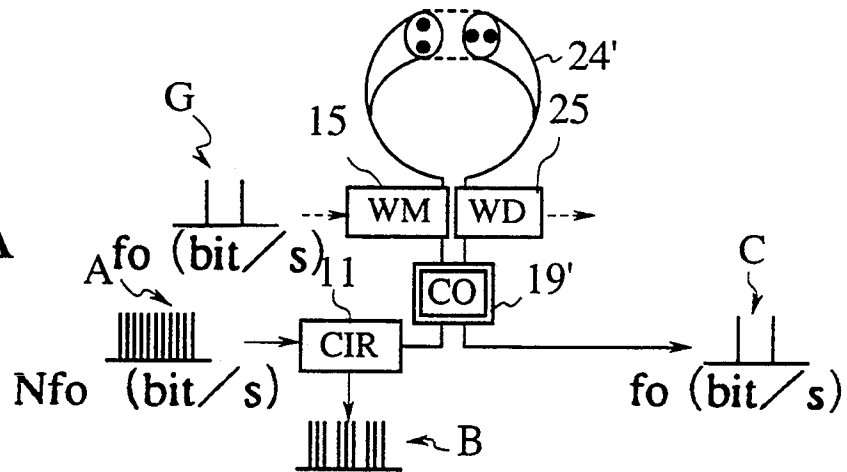 24'
G
15
25
WM
WD
A
fo (bit/s)
C
A
11
CO
19'
CIR
Nfo (bit/s)
fo (bit/s)
B